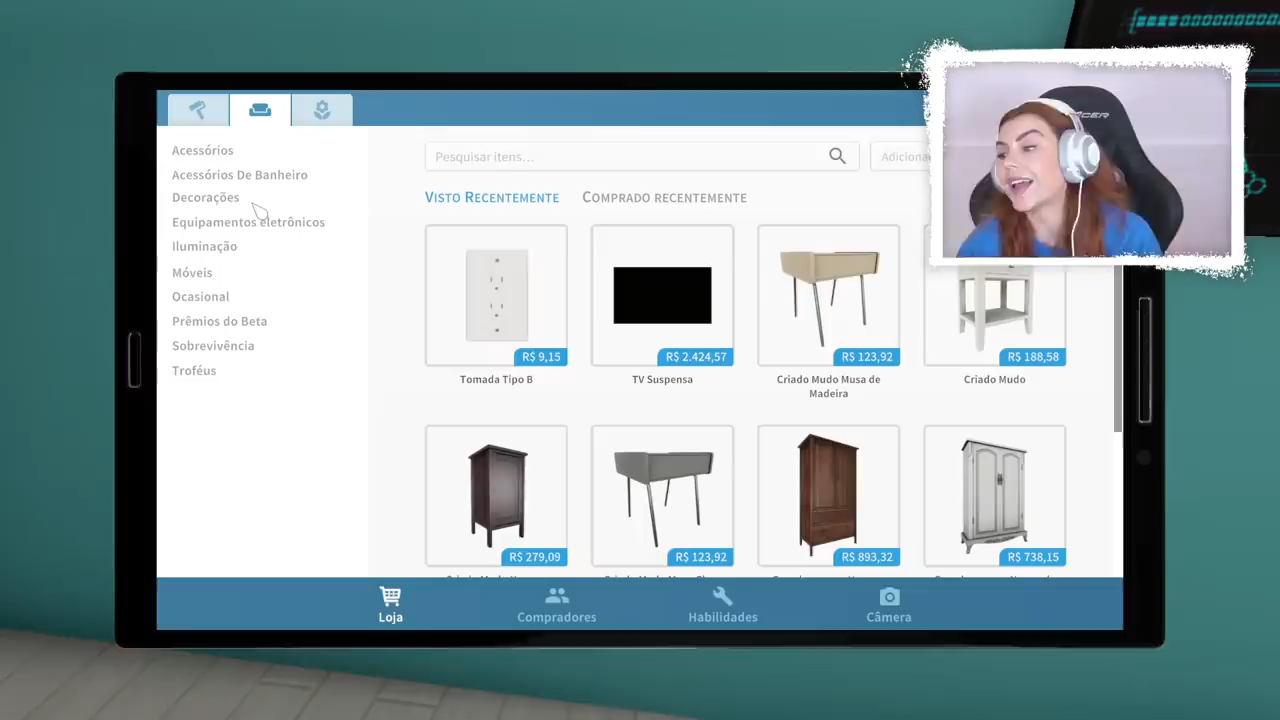 Acessórios
Acessórios De Banheiro
Decorações
Equipamentos eletrônicos
Iluminação
Móveis
Ocasional
Prêmios do Beta
Sobrevivência
Troféus
Pesquisar itens...
Adiciona
VISTO RECENTEMENTE
COMPRADO RECENTEMENTE
R$ 9,15
R$ 2.424,57
R$ 123,92
R$ 188,58
Tomada Tipo B
TV Suspensa
Criado Mudo Musa de
Madeira
Criado Mudo
R$ 279,09
R$ 123,92
R$ 893,32
R$ 738,15
Loja
Compradores
Habilidades
Câmera